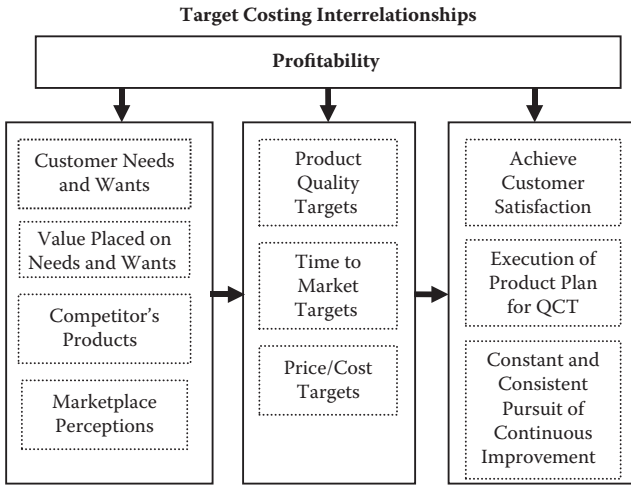 Target Costing Interrelationships
Profitability
Customer Needs
and Wants
Value Placed on
Needs and Wants
Competitor's
Products
Marketplace
Perceptions
Product
Quality
Targets
Time to
Market
Targets
Price/Cost
Targets
Achieve
Customer
Satisfaction
Execution of
Product Plan
for QCT
Constant and
Consistent
Pursuit of
Continuous
Improvement